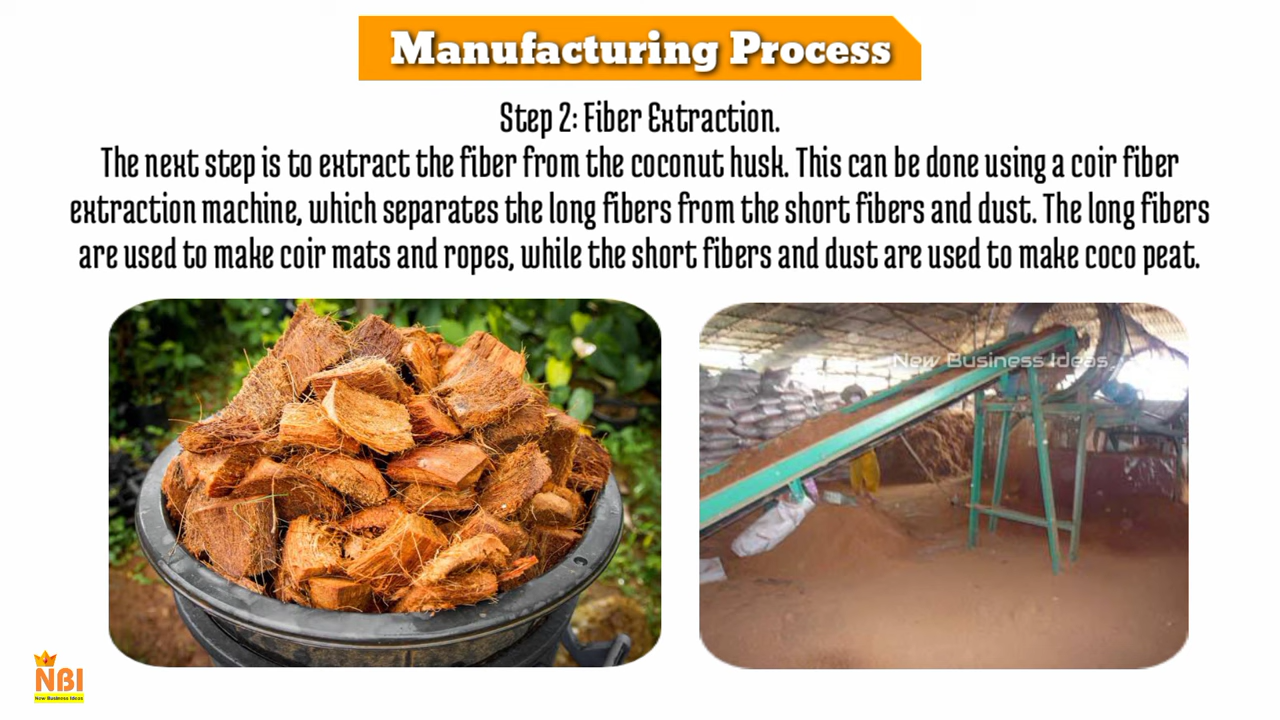 Manufacturing Process
Step 2: Fiber Extraction.
The next step is to extract the fiber from the coconut husk. This can be done using a coir fiber
extraction machine, which separates the long fibers from the short fibers and dust. The long fibers
are used to make coir mats and ropes, while the short fibers and dust are used to make coco peat.
New Business Ideas
NBI
New Business Ideas